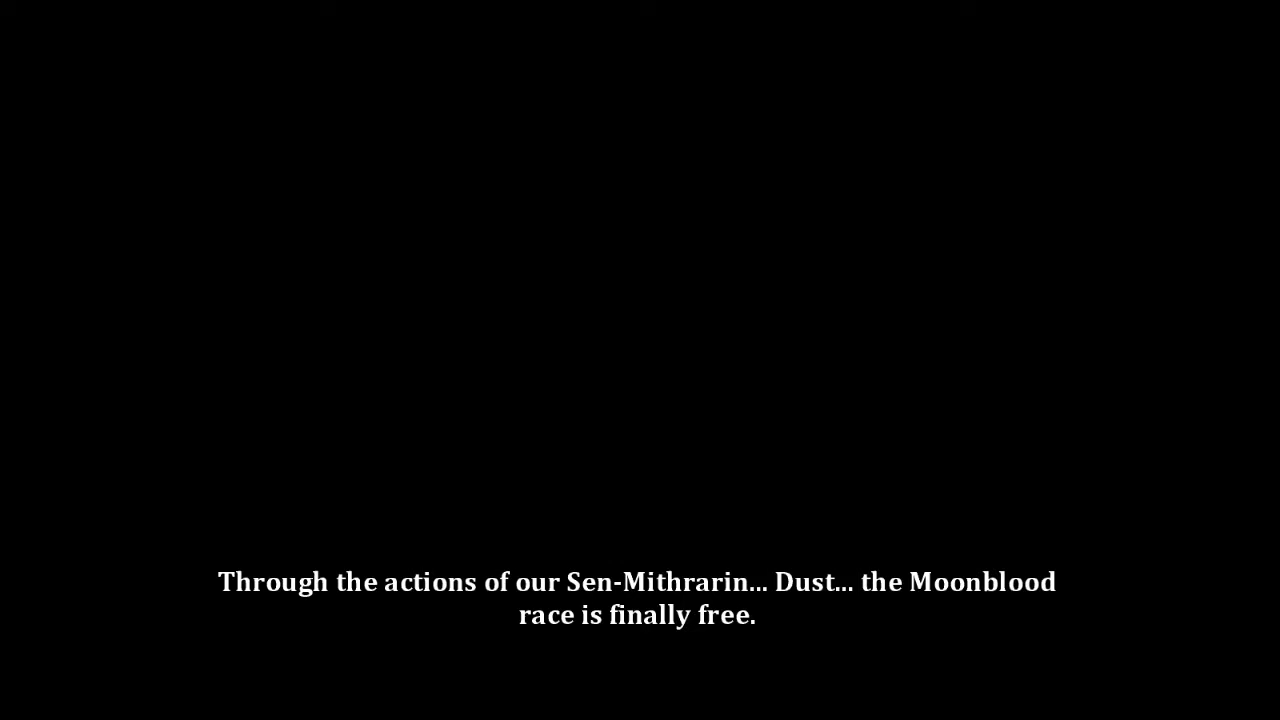 Through the actions of our Sen-Mithrarin... Dust... the Moonblood
race is finally free.